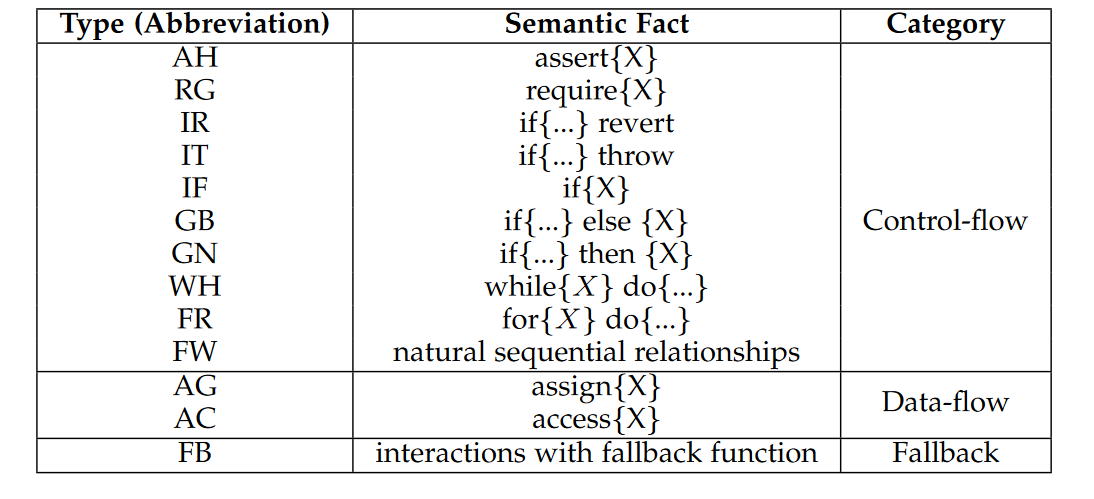 Type (Abbreviation) Semantic Fact Category
AH assert{X}
RG require{X}
IR if{...} revert
IT if{...} throw
IF if{X}
GB if{...} else {X} Control-flow
GN if{...} then {X}
WH while{X} do{...}
FR for{X} do{...}
FW natural sequential relationships
AG assign{X} Data-flow
AC access{X}
FB interactions with fallback function Fallback